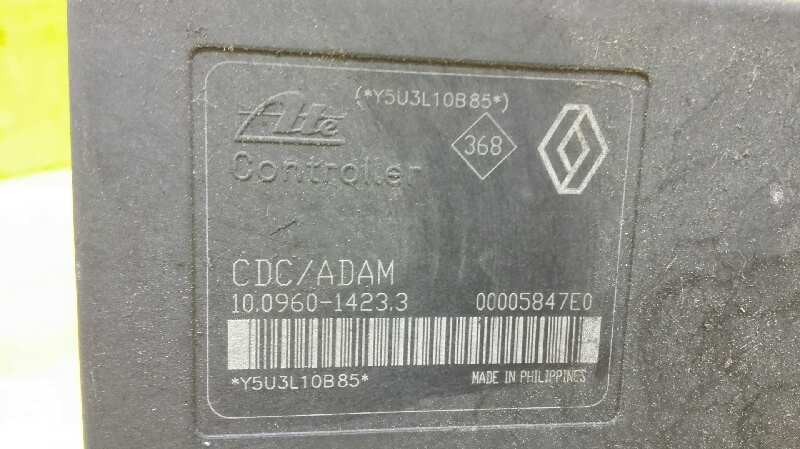 (*Y5U3L10B85*)
Ate
368
Controller
CDC/ADAM
10.0960-1423.3 00005847E0
*Y5U3L10B85*
MADE IN PHILIPPINES